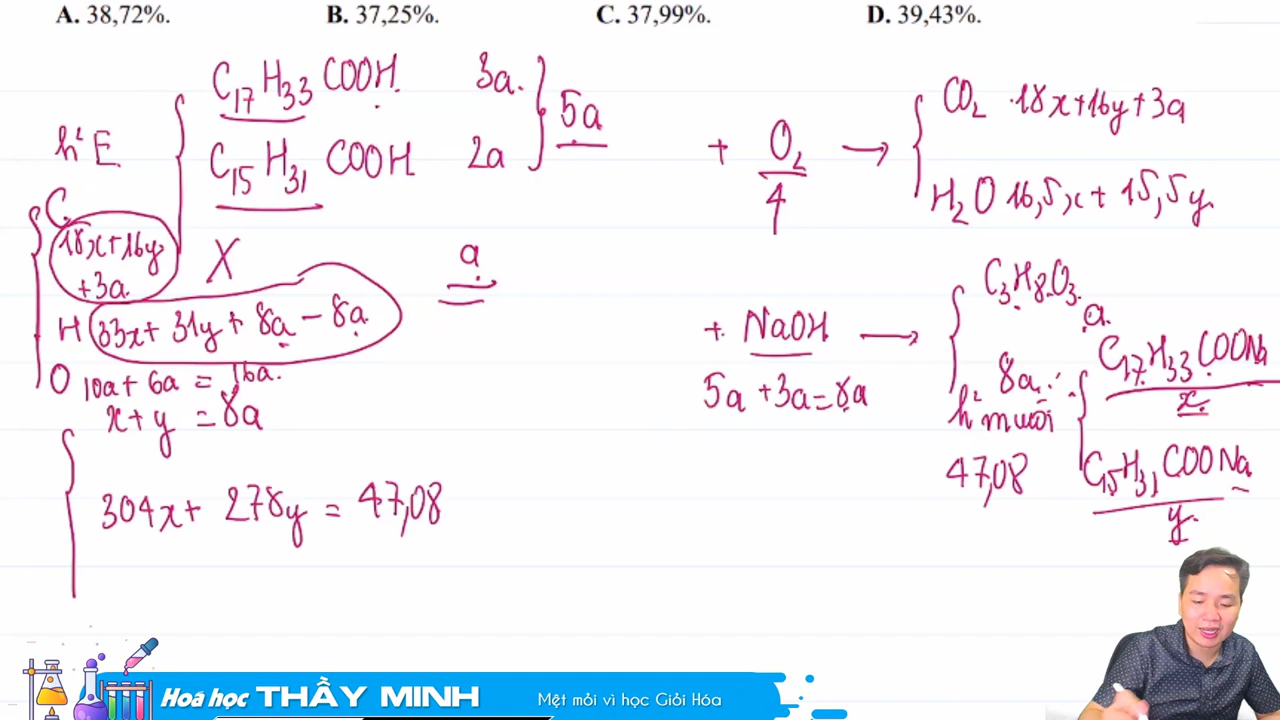 A. 38,72%. B. 37,25%. C. 37,99%. D. 39,43%.
h² E
C₁₇H₃₃COOH 3a
C₁₅H₃₁COOH 2a
5a
X a
+ O₂ → CO₂ 18x+16y+3a
4
H₂O 16,5x + 15,5y
C 18x+16y
+3a
H 33x + 31y + 8a - 8a
O 10a + 6a = 16a.
x + y = 8a
304x + 278y = 47,08
+ NaOH → C₃H₈O₃ a
5a + 3a = 8a
8a
h² muối
47,08
C₁₇H₃₃COONa
x
C₁₅H₃₁COONa
y
Hoá học THẦY MINH
Mệt mỏi vì học Giỏi Hóa